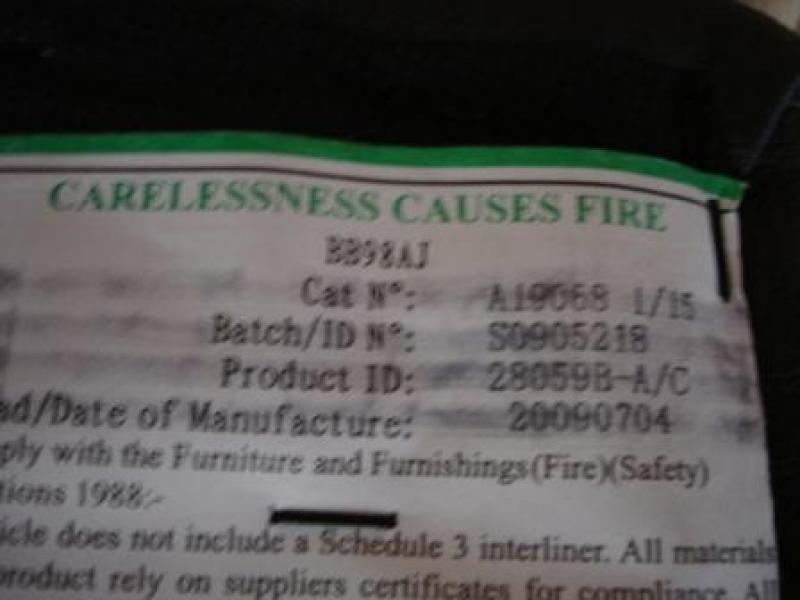 CARELESSNESS CAUSES FIRE
BB98AJ
Cat Nº: A19068 1/15
Batch/ID Nº: S0905218
Product ID: 28059B-A/C
ad/Date of Manufacture: 20090704
ply with the Furniture and Furnishings(Fire)(Safety)
tions 1988:-
icle does not include a Schedule 3 interliner. All materials
product rely on suppliers certificates for compliance. All